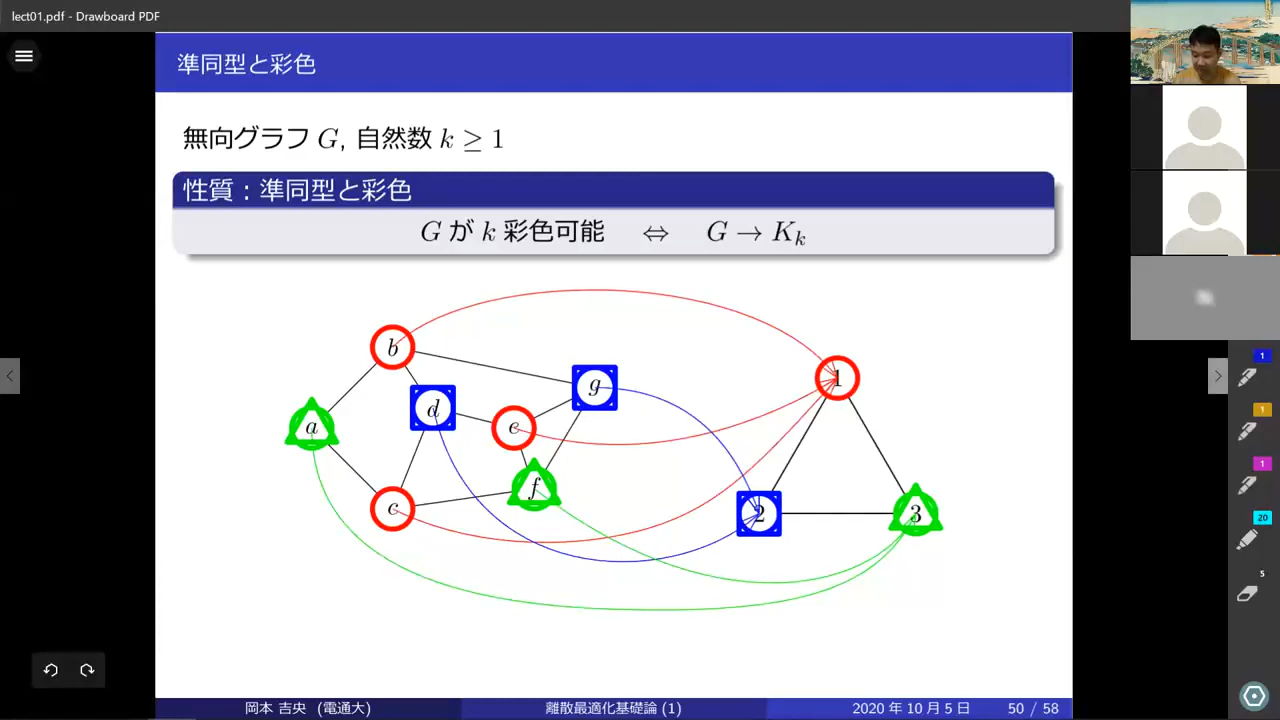 lect01.pdf - Drawboard PDF
準同型と彩色
無向グラフ G, 自然数 k ≥ 1
性質:準同型と彩色
G が k 彩色可能 ⇔ G → K_k
b
g
1
d
a
e
f
c
2
3
1
1
1
20
5
岡本 吉央 (電通大)
離散最適化基礎論 (1)
2020 年 10 月 5 日
50 / 58